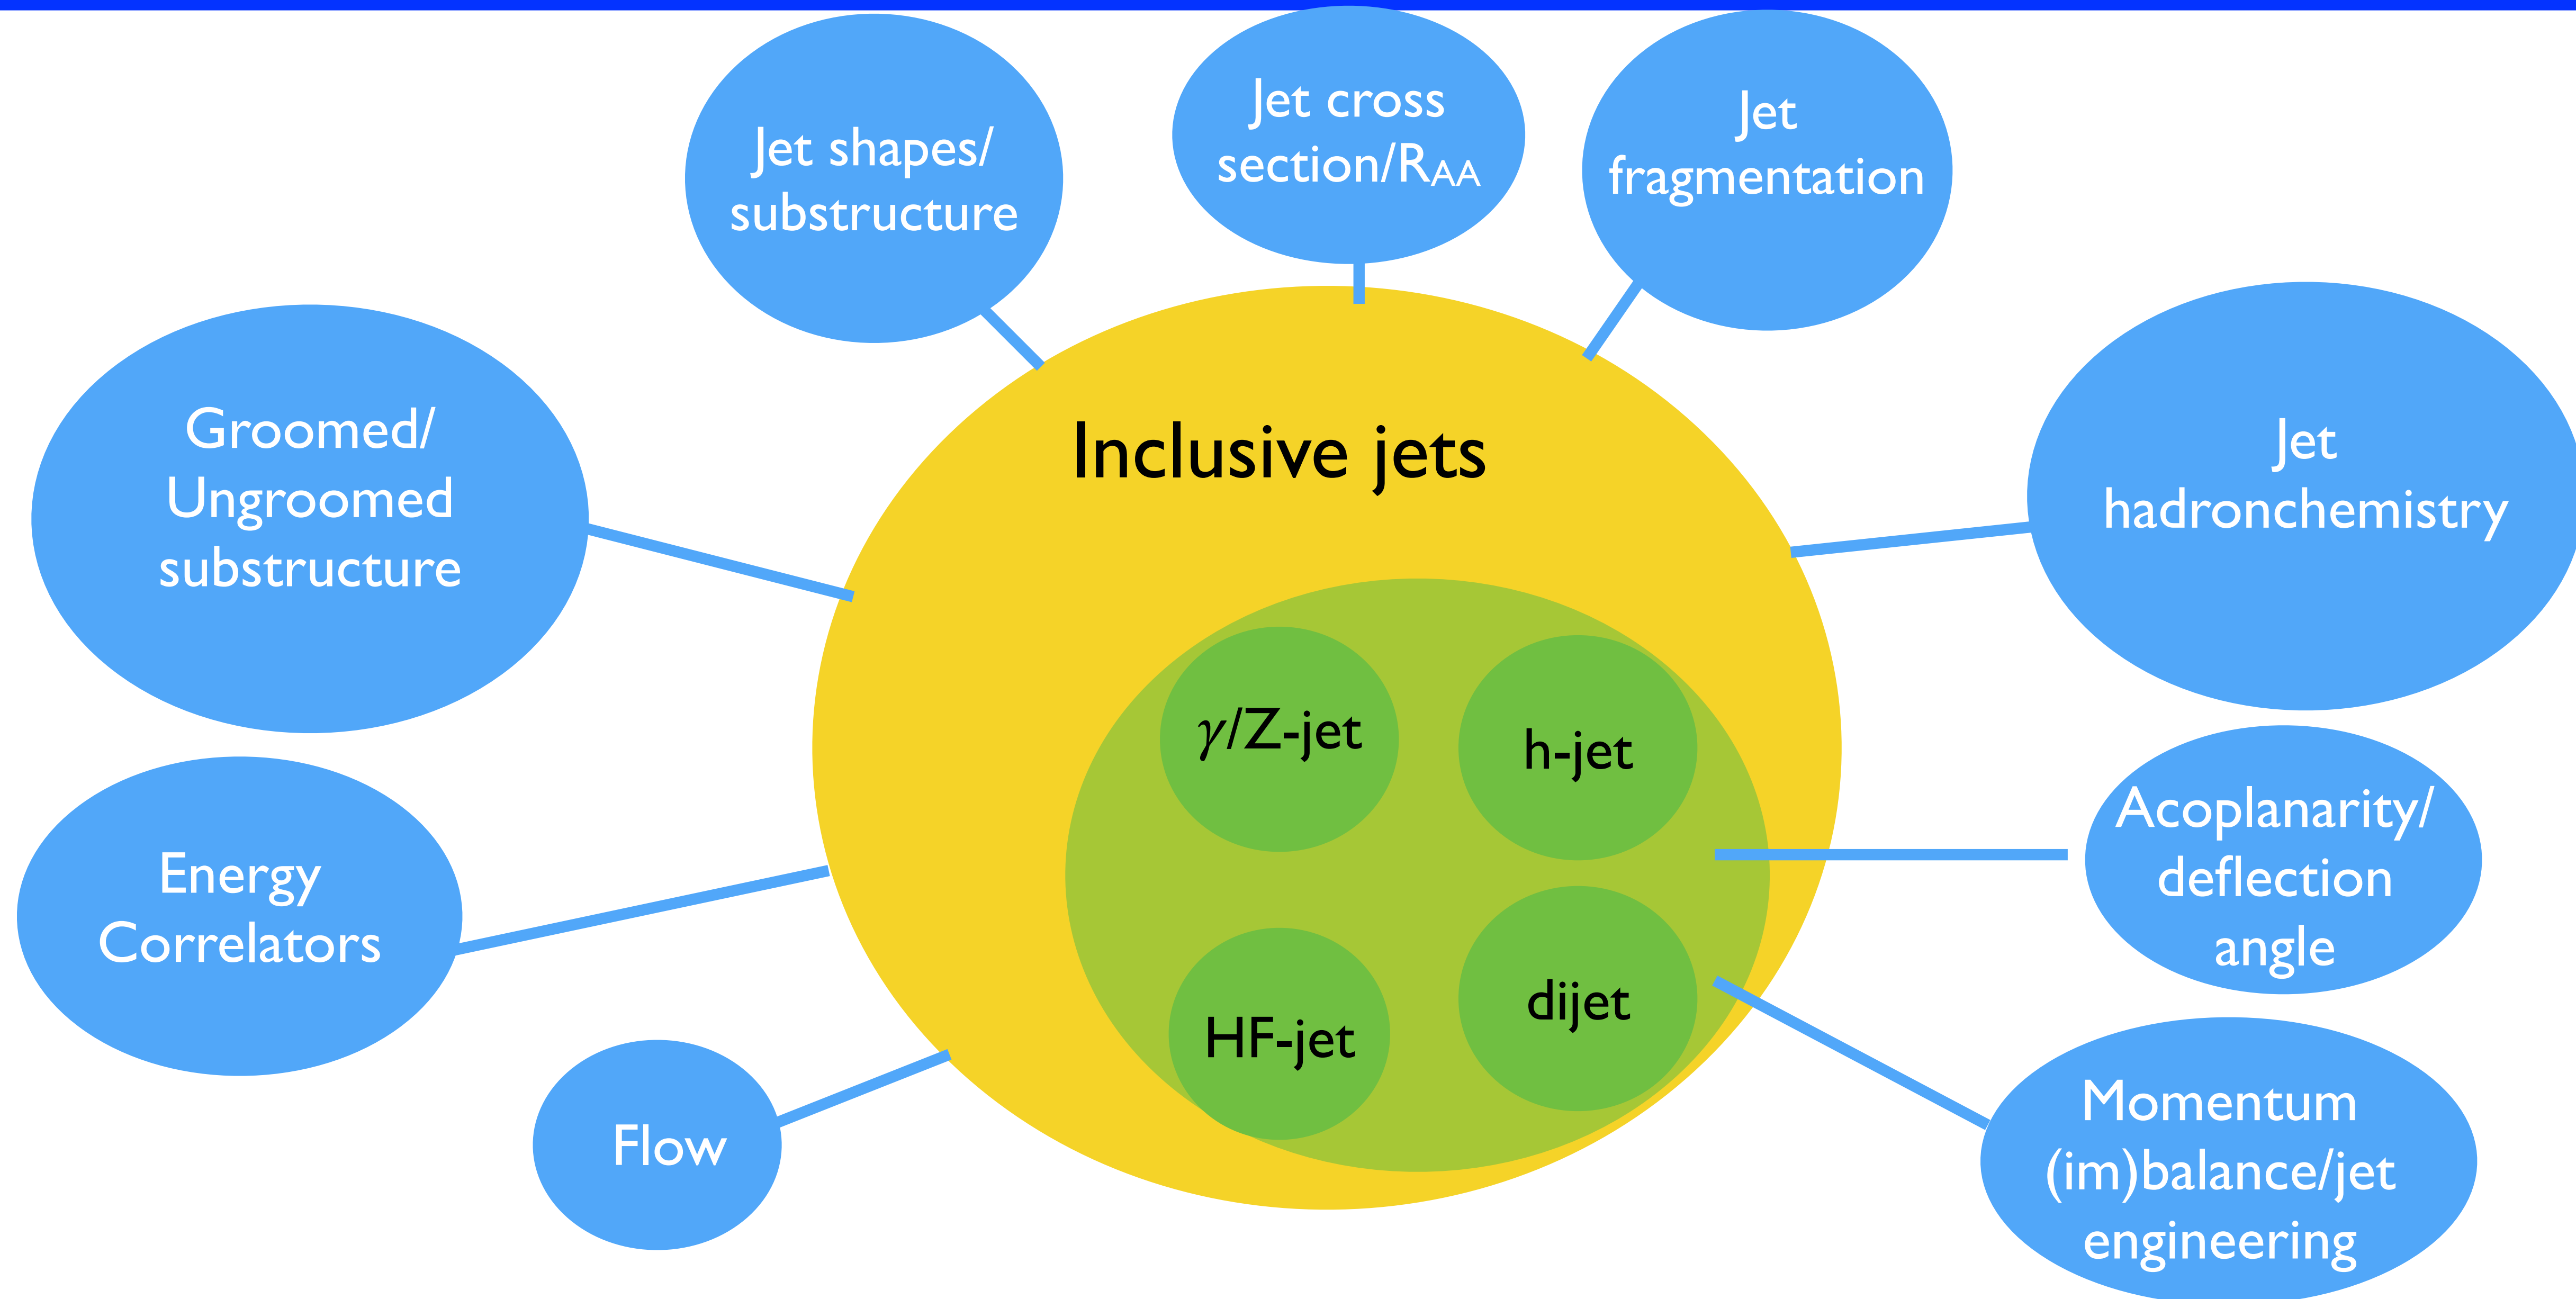 Jet shapes/
substructure
Jet cross
section/RAA
Jet
fragmentation
Groomed/
Ungroomed
substructure
Inclusive jets
Jet
hadronchemistry
γ/Z-jet
h-jet
Acoplanarity/
deflection
angle
Energy
Correlators
HF-jet
dijet
Flow
Momentum
(im)balance/jet
engineering